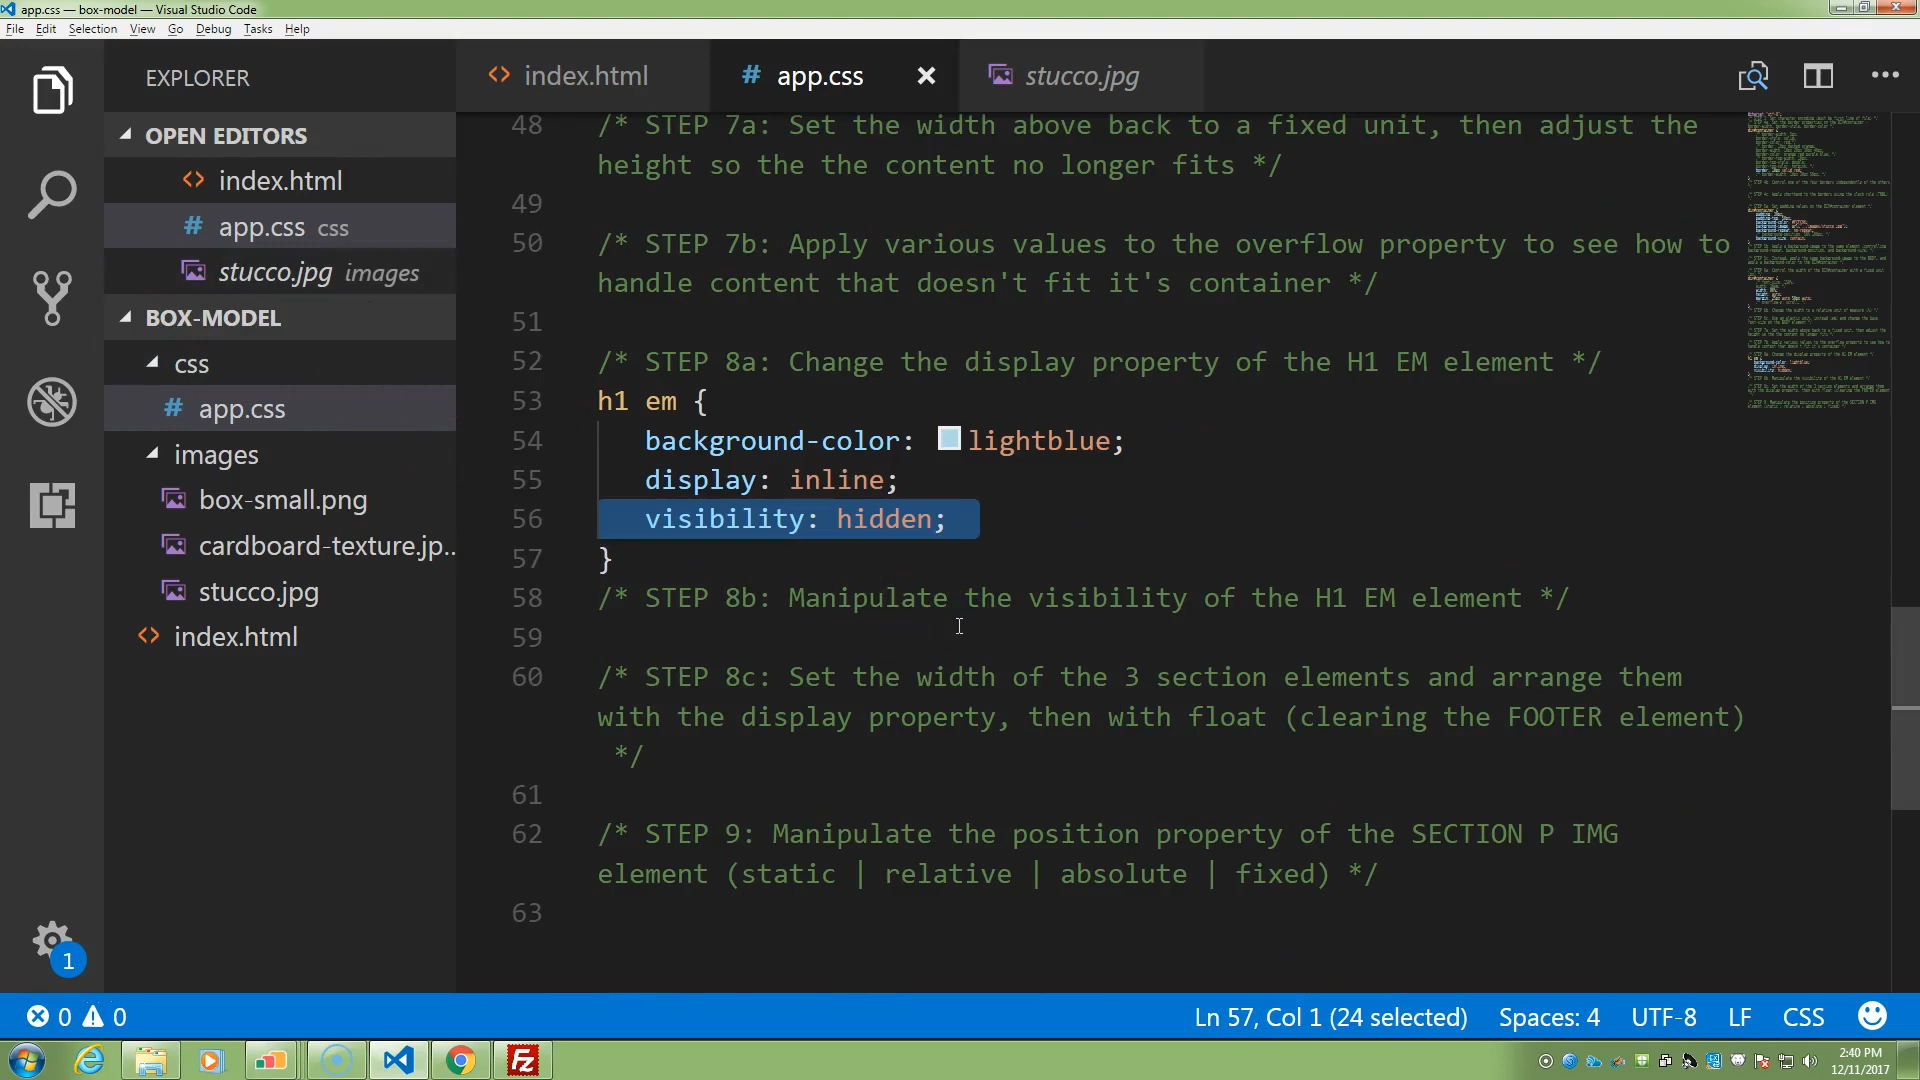 app.css — box-model — Visual Studio Code
File Edit Selection View Go Debug Tasks Help
EXPLORER
index.html
# app.css
stucco.jpg
OPEN EDITORS
index.html
# app.css css
stucco.jpg images
BOX-MODEL
css
# app.css
images
box-small.png
cardboard-texture.jp...
stucco.jpg
index.html
1
48 /* STEP 7a: Set the width above back to a fixed unit, then adjust the
height so the the content no longer fits */
49
50 /* STEP 7b: Apply various values to the overflow property to see how to
handle content that doesn't fit it's container */
51
52 /* STEP 8a: Change the display property of the H1 EM element */
53 h1 em {
54 background-color: lightblue;
55 display: inline;
56 visibility: hidden;
57 }
58 /* STEP 8b: Manipulate the visibility of the H1 EM element */
59
60 /* STEP 8c: Set the width of the 3 section elements and arrange them
with the display property, then with float (clearing the FOOTER element)
*/
61
62 /* STEP 9: Manipulate the position property of the SECTION P IMG
element (static | relative | absolute | fixed) */
63
0 0
Ln 57, Col 1 (24 selected) Spaces: 4 UTF-8 LF CSS
Fz
2:40 PM
12/11/2017